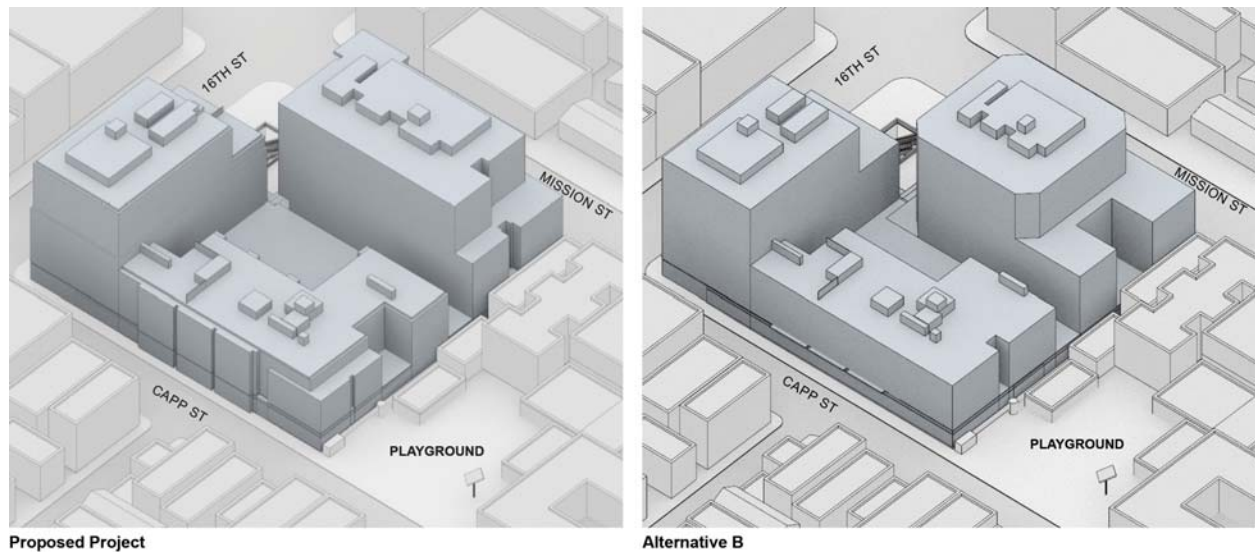 16TH ST
MISSION ST
CAPP ST
PLAYGROUND
Proposed Project
16TH ST
MISSION ST
CAPP ST
PLAYGROUND
Alternative B